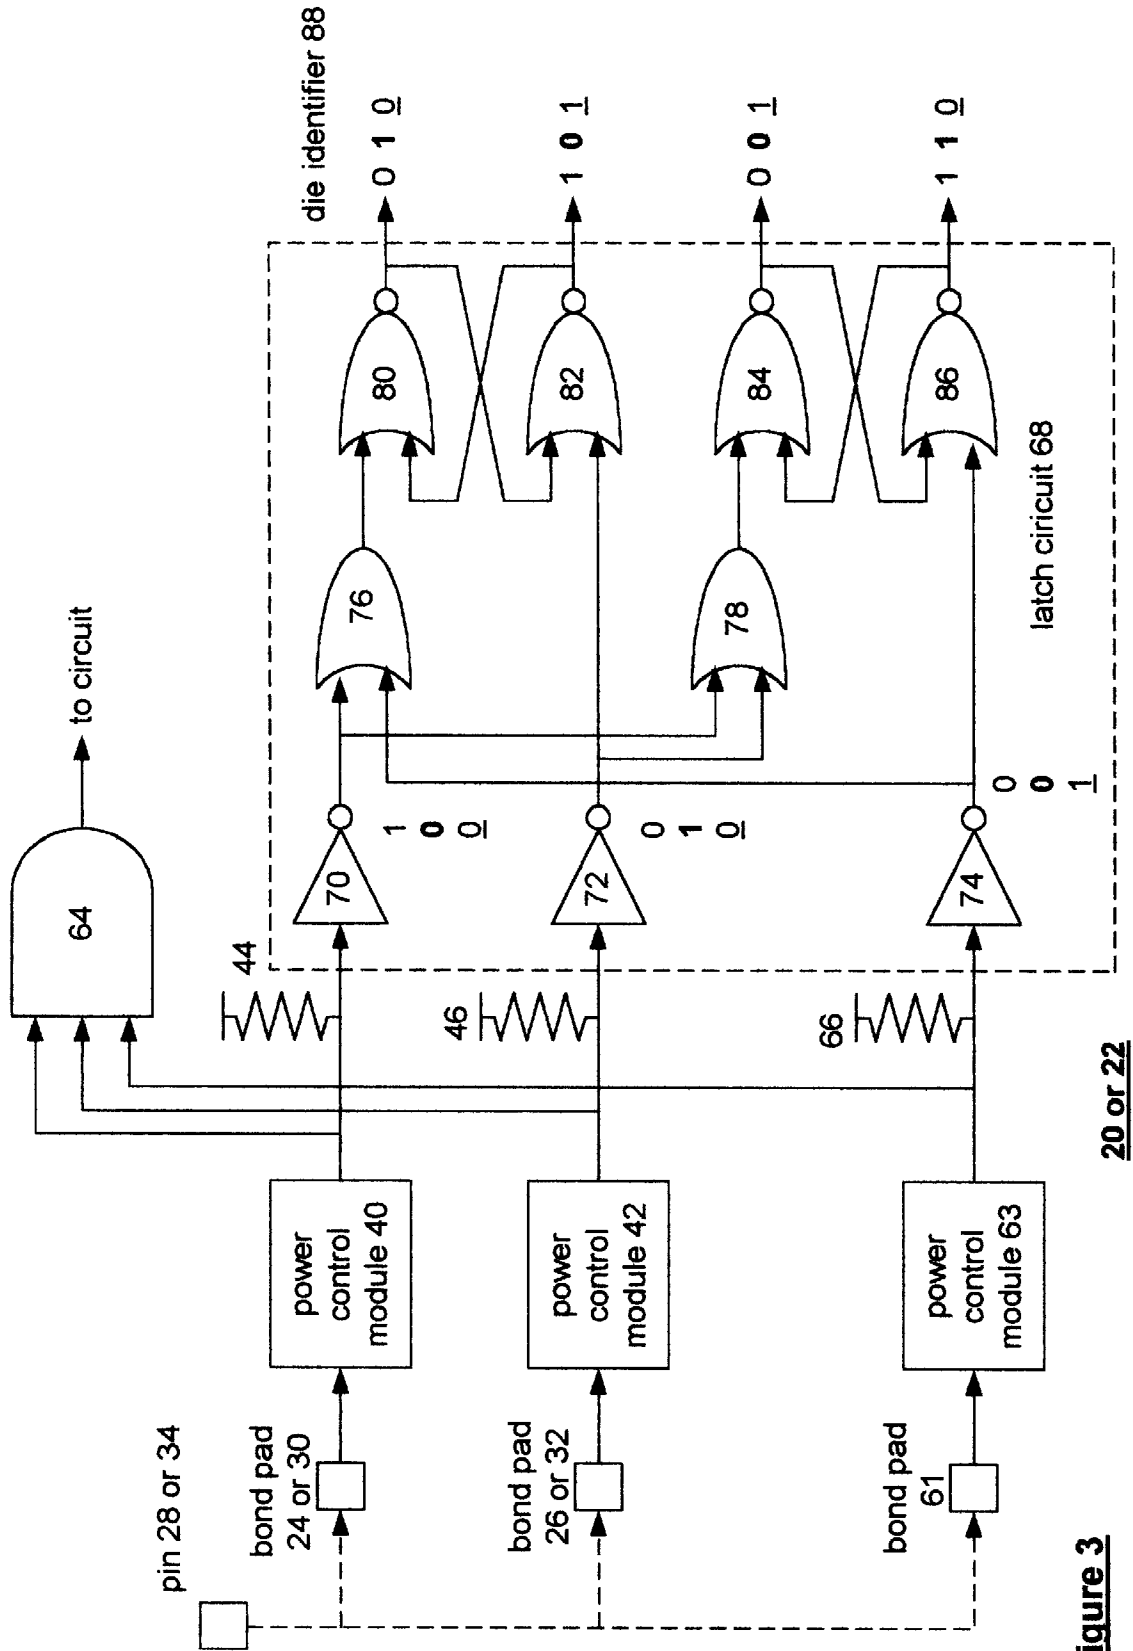 pin 28 or 34
bond pad
24 or 30
power
control
module 40
44
64
to circuit
70
1
0
0
76
80
die identifier 88
0 1 0
bond pad
26 or 32
power
control
module 42
46
72
0
1
0
82
1 0 1
78
84
0 0 1
bond pad
61
power
control
module 63
66
74
0
0
1
86
1 1 0
latch ciricuit 68
20 or 22
igure 3